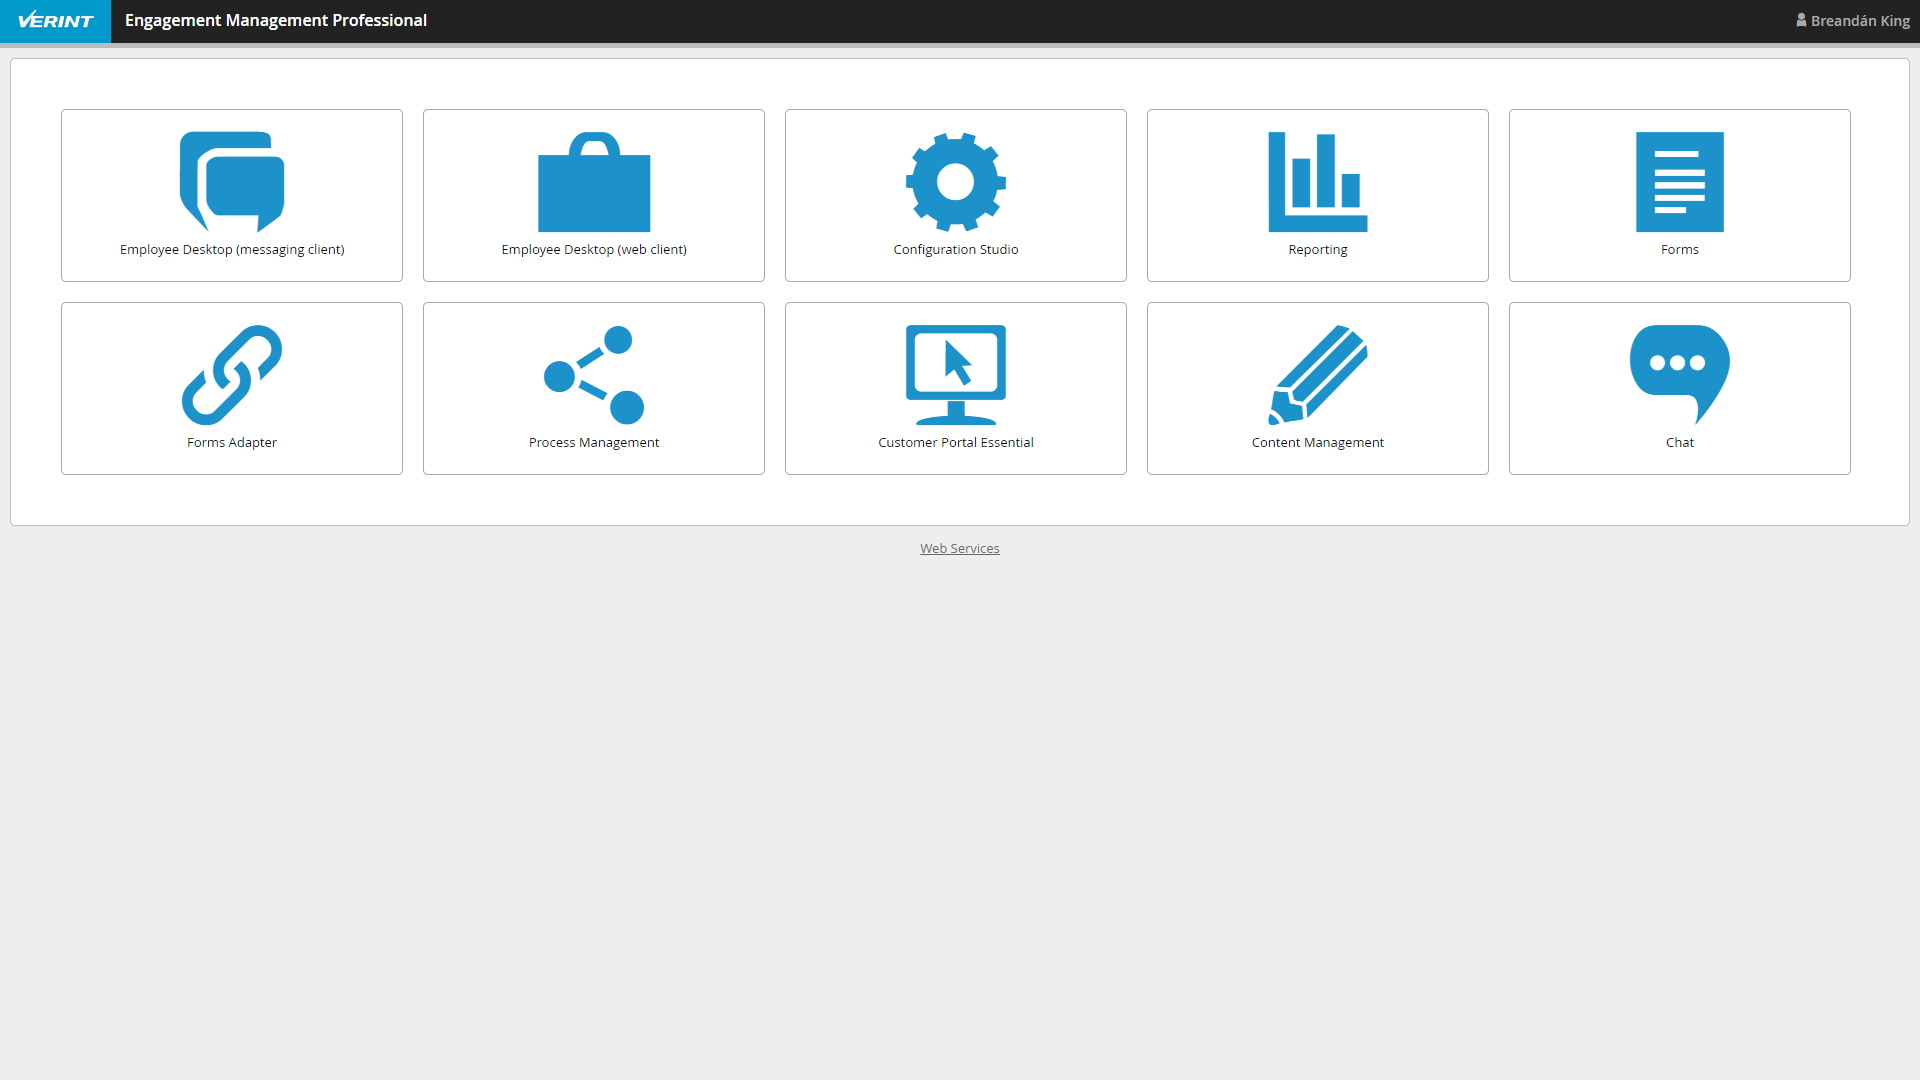 VERINT
Engagement Management Professional
Breandán King
Employee Desktop (messaging client)
Employee Desktop (web client)
Configuration Studio
Reporting
Forms
Forms Adapter
Process Management
Customer Portal Essential
Content Management
Chat
Web Services